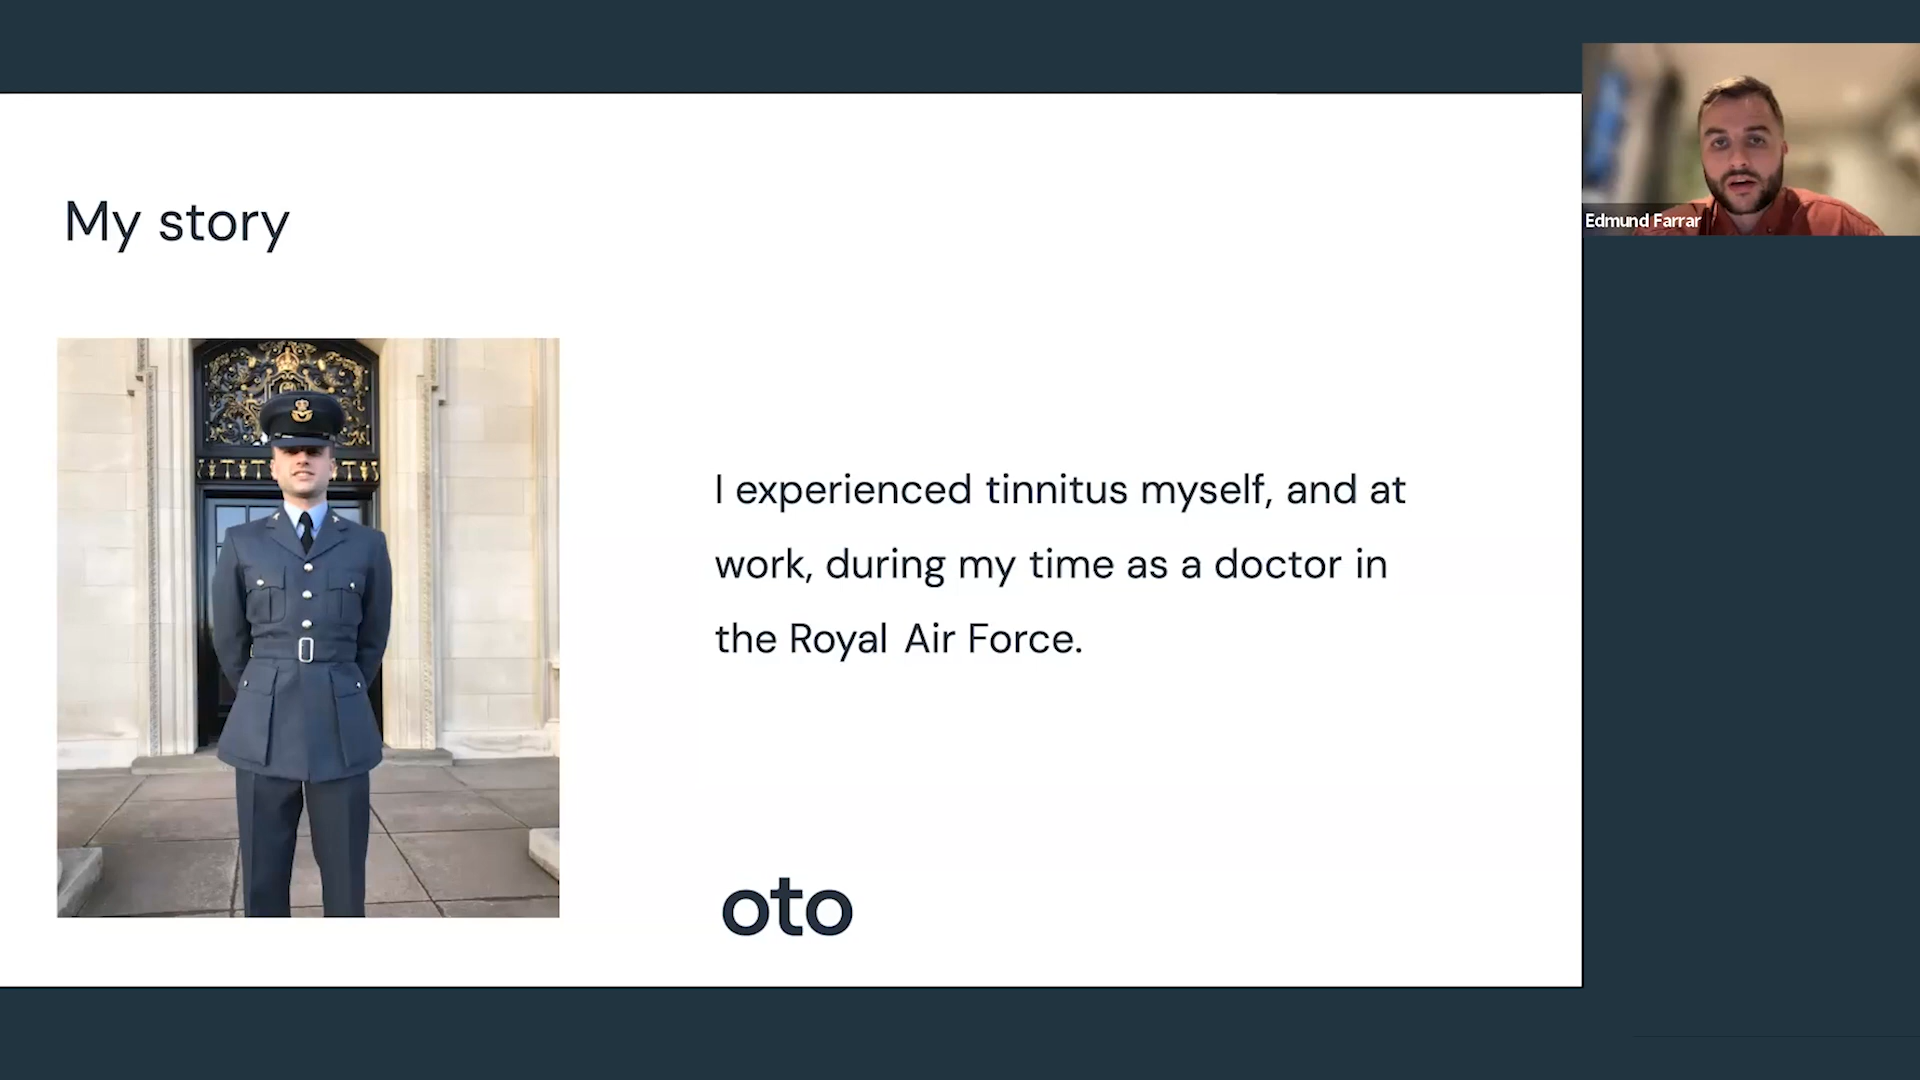 My story
Edmund Farrar
I experienced tinnitus myself, and at
work, during my time as a doctor in
the Royal Air Force.
oto